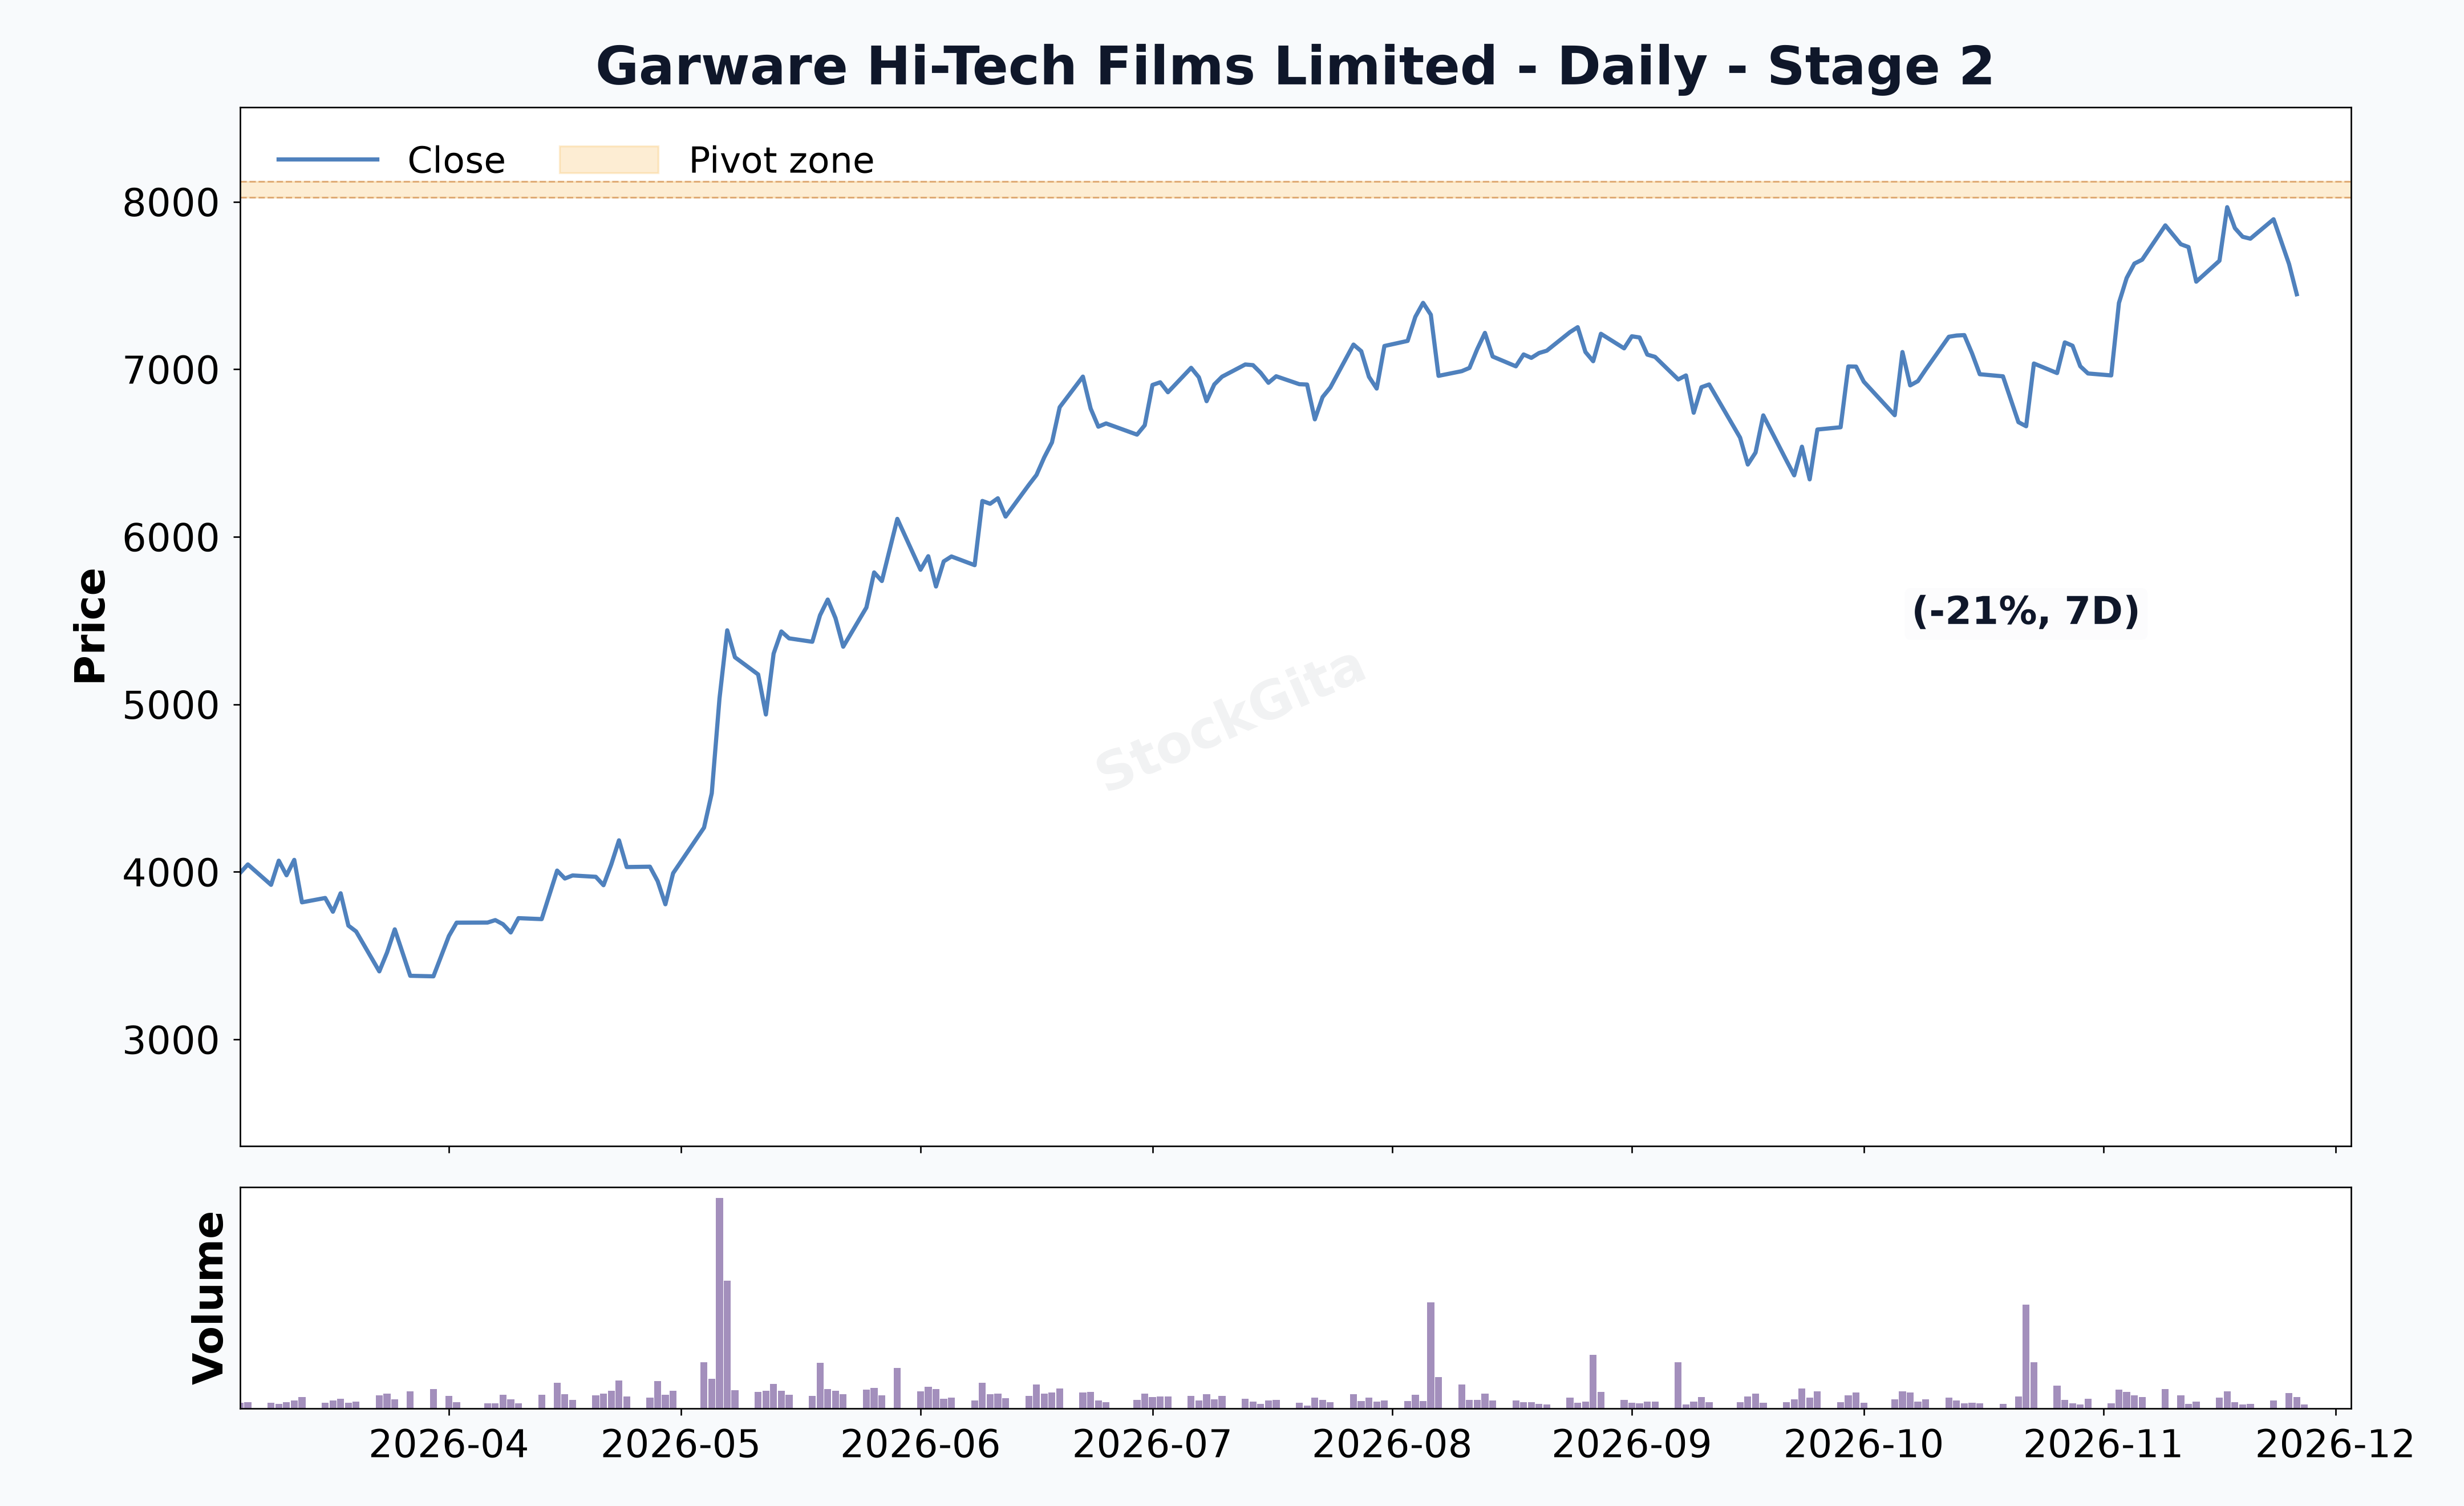 Garware Hi-Tech Films Limited - Daily - Stage 2
Close
Pivot zone
Price
8000
7000
6000
5000
4000
3000
(-21%, 7D)
StockGita
Volume
2026-04
2026-05
2026-06
2026-07
2026-08
2026-09
2026-10
2026-11
2026-12